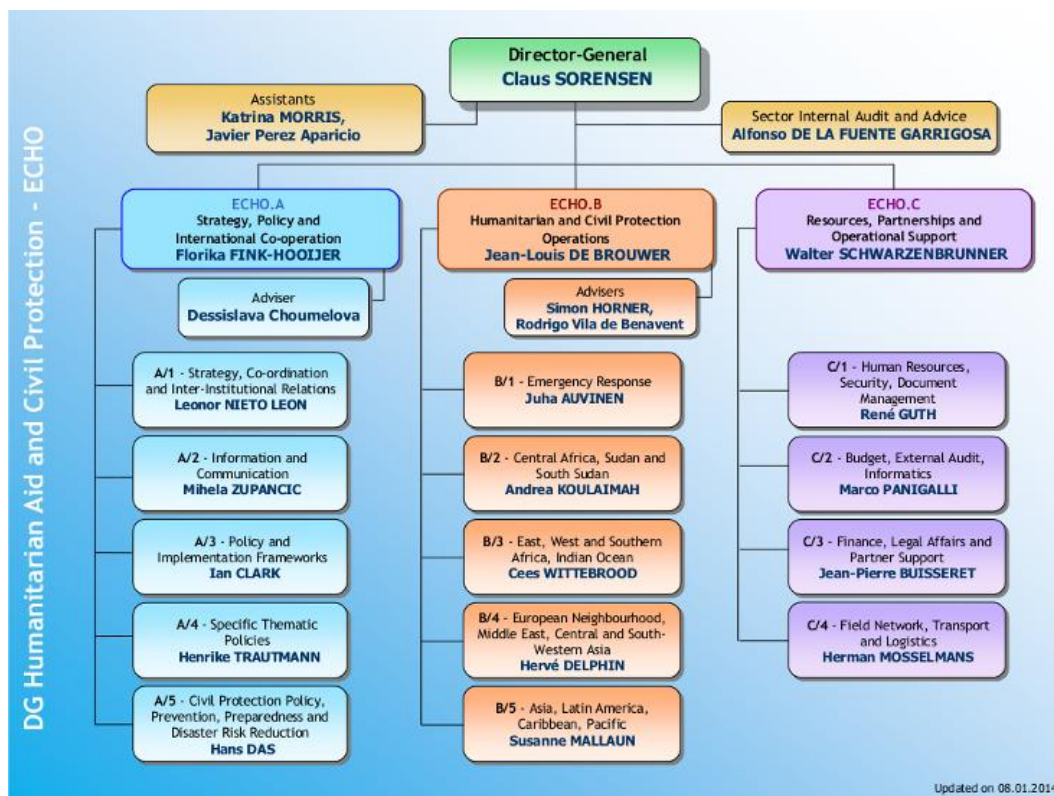 DG Humanitarian Aid and Civil Protection - ECHO
Director-General
Claus SORENSEN
Assistants
Katrina MORRIS,
Javier Perez Aparicio
Sector Internal Audit and Advice
Alfonso DE LA FUENTE GARRIGOSA
ECHO.A
Strategy, Policy and
International Co-operation
Florika FINK-HOOIJER
Adviser
Dessislava Choumelova
A/1 - Strategy, Co-ordination
and Inter-Institutional Relations
Leonor NIETO LEON
A/2 - Information and
Communication
Mihela ZUPANCIC
A/3 - Policy and
Implementation Frameworks
Ian CLARK
A/4 - Specific Thematic
Policies
Henrike TRAUTMANN
A/5 - Civil Protection Policy,
Prevention, Preparedness and
Disaster Risk Reduction
Hans DAS
ECHO.B
Humanitarian and Civil Protection
Operations
Jean-Louis DE BROUWER
Advisers
Simon HORNER,
Rodrigo Vila de Benavent
B/1 - Emergency Response
Juha AUVINEN
B/2 - Central Africa, Sudan and
South Sudan
Andrea KOULAIMAH
B/3 - East, West and Southern
Africa, Indian Ocean
Cees WITTEBROOD
B/4 - European Neighbourhood,
Middle East, Central and South-
Western Asia
Hervé DELPHIN
B/5 - Asia, Latin America,
Caribbean, Pacific
Susanne MALLAUN
ECHO.C
Resources, Partnerships and
Operational Support
Walter SCHWARZENBRUNNER
C/1 - Human Resources,
Security, Document
Management
René GUTH
C/2 - Budget, External Audit,
Informatics
Marco PANIGALLI
C/3 - Finance, Legal Affairs and
Partner Support
Jean-Pierre BUISSERET
C/4 - Field Network, Transport
and Logistics
Herman MOSSELMANS
Updated on 08.01.2014